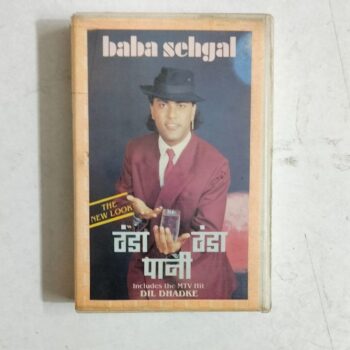 baba sehgal
THE
NEW LOOK
ठंडा ठंडा
पानी
Includes the MTV Hit
DIL DHADKE